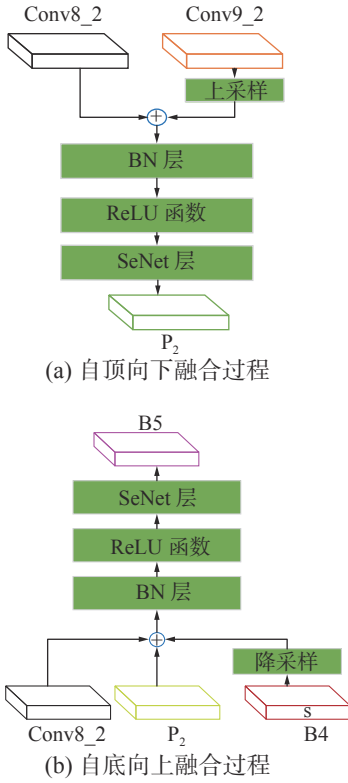 Conv8_2 Conv9_2
上采样
BN 层
ReLU 函数
SeNet 层
P2
(a) 自顶向下融合过程
B5
SeNet 层
ReLU 函数
BN 层
降采样
s
Conv8_2 P2 B4
(b) 自底向上融合过程